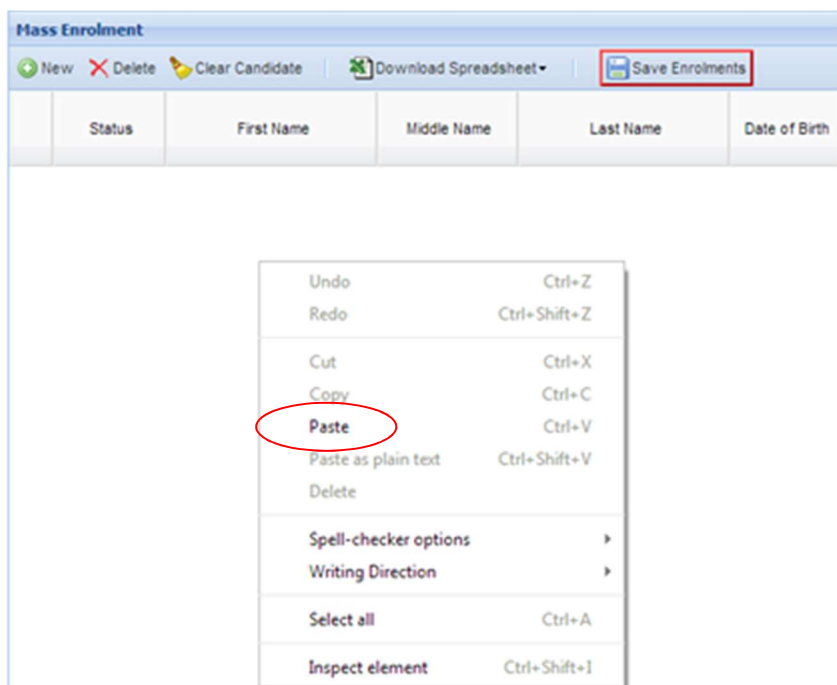 Mass Enrolment
New Delete Clear Candidate Download Spreadsheet Save Enrolments
Status First Name Middle Name Last Name Date of Birth
Undo Ctrl+Z
Redo Ctrl+Shift+Z
Cut Ctrl+X
Copy Ctrl+C
Paste Ctrl+V
Paste as plain text Ctrl+Shift+V
Delete
Spell-checker options
Writing Direction
Select all Ctrl+A
Inspect element Ctrl+Shift+I